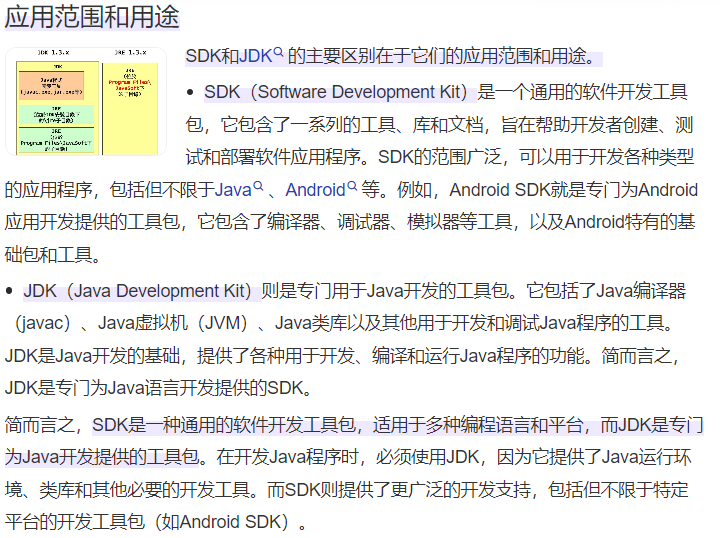 应用范围和用途
JDK 1.3.x
JRE 1.3.x
SDK和JDK 的主要区别在于它们的应用范围和用途。
• SDK（Software Development Kit）是一个通用的软件开发工具
包，它包含了一系列的工具、库和文档，旨在帮助开发者创建、测
试和部署软件应用程序。SDK的范围广泛，可以用于开发各种类型
的应用程序，包括但不限于Java 、Android 等。例如，Android SDK就是专门为Android
应用开发提供的工具包，它包含了编译器、调试器、模拟器等工具，以及Android特有的基
础包和工具。
• JDK（Java Development Kit）则是专门用于Java开发的工具包。它包括了Java编译器
（javac）、Java虚拟机（JVM）、Java类库以及其他用于开发和调试Java程序的工具。
JDK是Java开发的基础，提供了各种用于开发、编译和运行Java程序的功能。简而言之，
JDK是专门为Java语言开发提供的SDK。
简而言之，SDK是一种通用的软件开发工具包，适用于多种编程语言和平台，而JDK是专门
为Java开发提供的工具包。在开发Java程序时，必须使用JDK，因为它提供了Java运行环
境、类库和其他必要的开发工具。而SDK则提供了更广泛的开发支持，包括但不限于特定
平台的开发工具包（如Android SDK）。